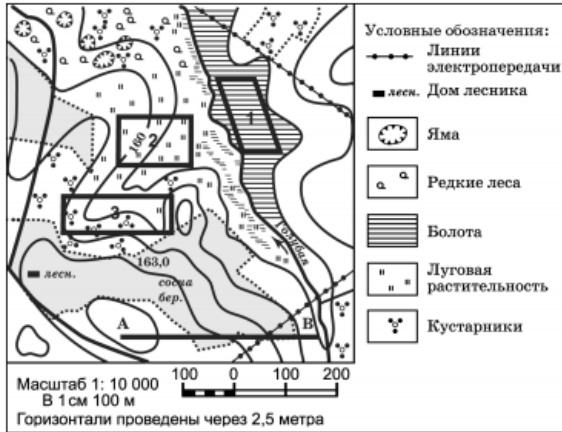 Условные обозначения:
Линии
электропередачи
лесн. Дом лесника
Яма
Редкие леса
Болота
Луговая
растительность
Кустарники
1
2
160
3
Голубая
163,0
лесн.
сосна
бер.
А
В
Масштаб 1: 10 000
В 1см 100 м
100 0 100 200
Горизонтали проведены через 2,5 метра